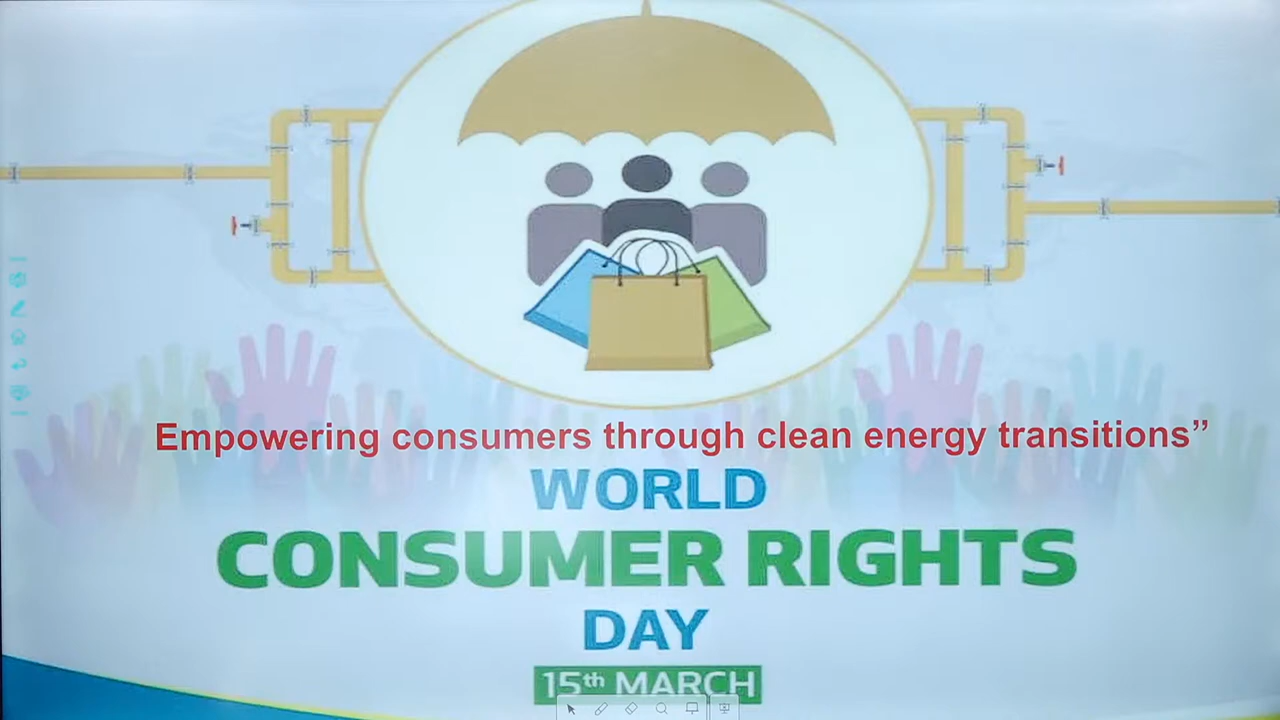 Empowering consumers through clean energy transitions”
WORLD
CONSUMER RIGHTS
DAY
15th MARCH